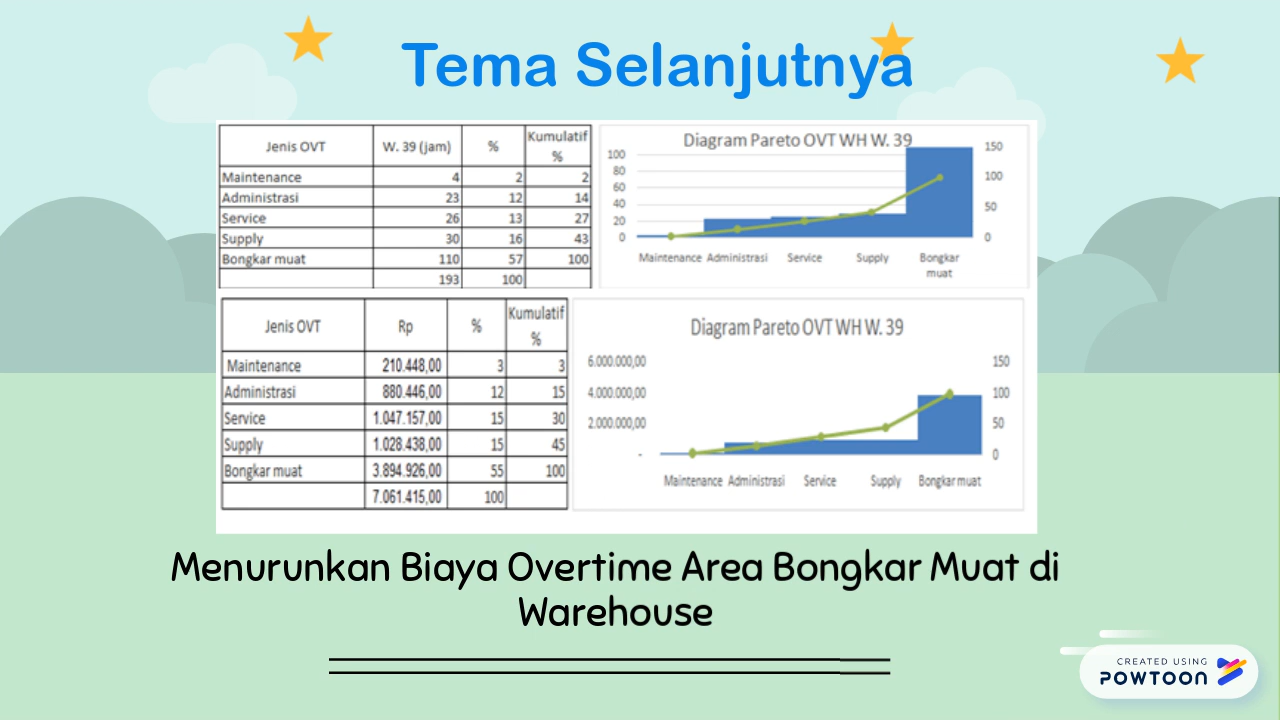 Tema Selanjutnya
Jenis OVT W. 39 (jam) % Kumulatif %
Maintenance 4 2 2
Administrasi 23 12 14
Service 26 13 27
Supply 30 16 43
Bongkar muat 110 57 100
193 100
Diagram Pareto OVT WH W. 39
100 150
80
60 100
40 50
20
0 0
Maintenance Administrasi Service Supply Bongkar
muat
Jenis OVT Rp % Kumulatif %
Maintenance 210.448,00 3 3
Administrasi 880.446,00 12 15
Service 1.047.157,00 15 30
Supply 1.028.438,00 15 45
Bongkar muat 3.894.926,00 55 100
7.061.415,00 100
Diagram Pareto OVT WH W. 39
6.000.000,00 150
4.000.000,00 100
2.000.000,00 50
- 0
Maintenance Administrasi Service Supply Bongkar muat
Menurunkan Biaya Overtime Area Bongkar Muat di
Warehouse
CREATED USING
POWTOON